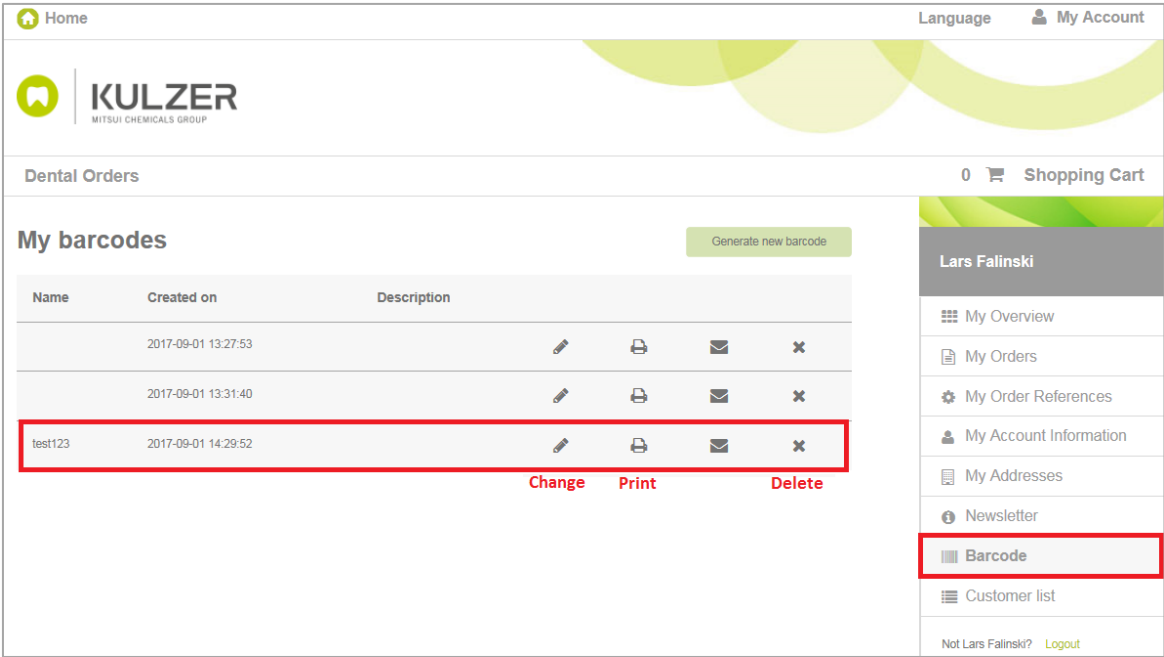 Home
Language My Account
KULZER
MITSUI CHEMICALS GROUP
Dental Orders
0 Shopping Cart
My barcodes
Generate new barcode
Name Created on Description
2017-09-01 13:27:53
2017-09-01 13:31:40
test123 2017-09-01 14:29:52
Change Print Delete
Lars Falinski
My Overview
My Orders
My Order References
My Account Information
My Addresses
Newsletter
Barcode
Customer list
Not Lars Falinski? Logout